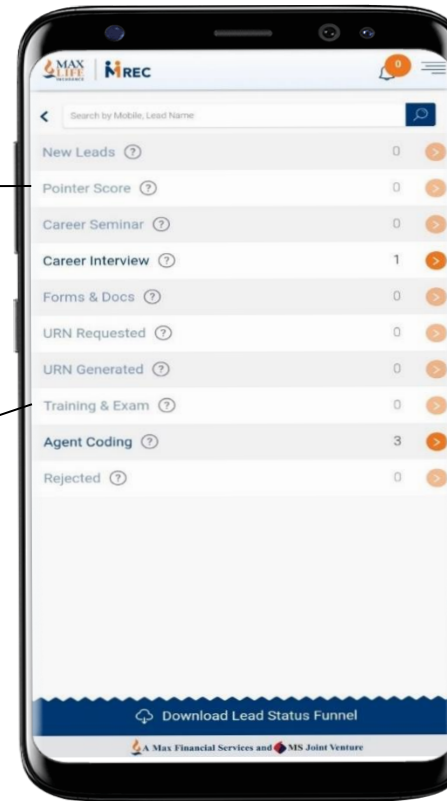 MAX LIFE INSURANCE MREC 0
Search by Mobile, Lead Name
New Leads ? 0
Pointer Score ? 0
Career Seminar ? 0
Career Interview ? 1
Forms & Docs ? 0
URN Requested ? 0
URN Generated ? 0
Training & Exam ? 0
Agent Coding ? 3
Rejected ? 0
Download Lead Status Funnel
A Max Financial Services and MS Joint Venture